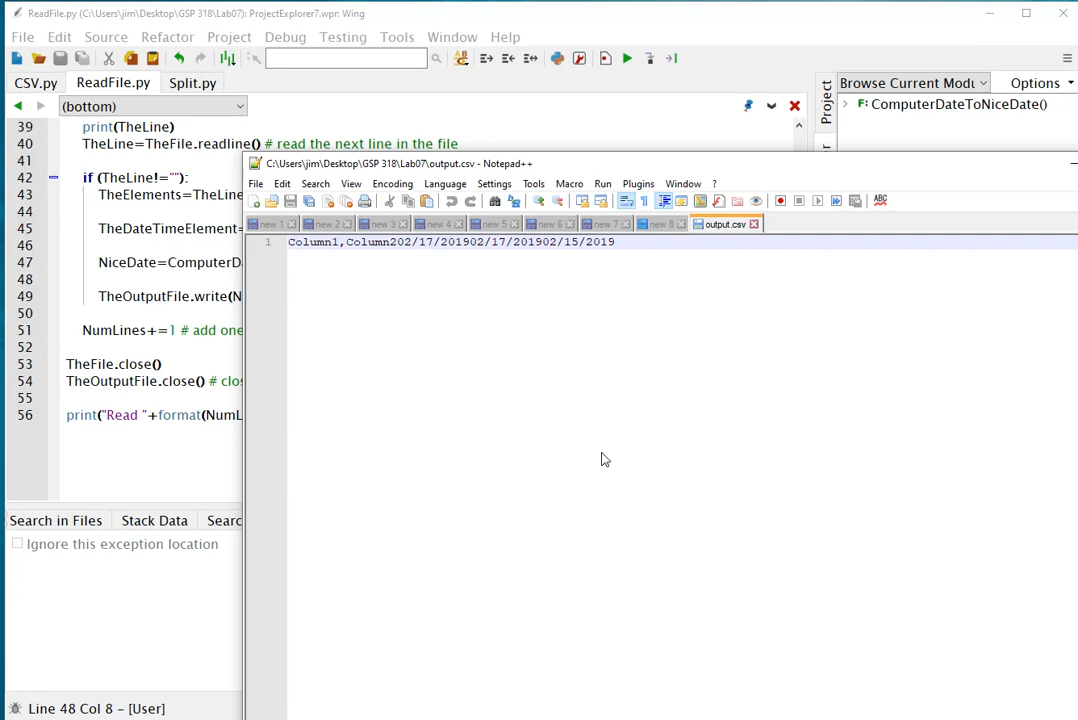 ReadFile.py (C:\Users\jim\Desktop\GSP 318\Lab07): ProjectExplorer7.wpr: Wing
File Edit Source Refactor Project Debug Testing Tools Window Help
CSV.py ReadFile.py Split.py
(bottom)
Browse Current Modu Options
F: ComputerDateToNiceDate()
Project
39 print(TheLine)
40 TheLine=TheFile.readline() # read the next line in the file
41
42 if (TheLine!=""):
43 TheElements=TheLine
44
45 TheDateTimeElement=
46
47 NiceDate=ComputerDa
48
49 TheOutputFile.write(N
50
51 NumLines+=1 # add one
52
53 TheFile.close()
54 TheOutputFile.close() # clos
55
56 print("Read "+format(NumL
C:\Users\jim\Desktop\GSP 318\Lab07\output.csv - Notepad++
File Edit Search View Encoding Language Settings Tools Macro Run Plugins Window ?
ABC
new 1 new 2 new 3 new 4 new 5 new 6 new 7 new 8 output.csv
1 Column1,Column202/17/201902/17/201902/15/2019
Search in Files Stack Data Searc
Ignore this exception location
Line 48 Col 8 – [User]